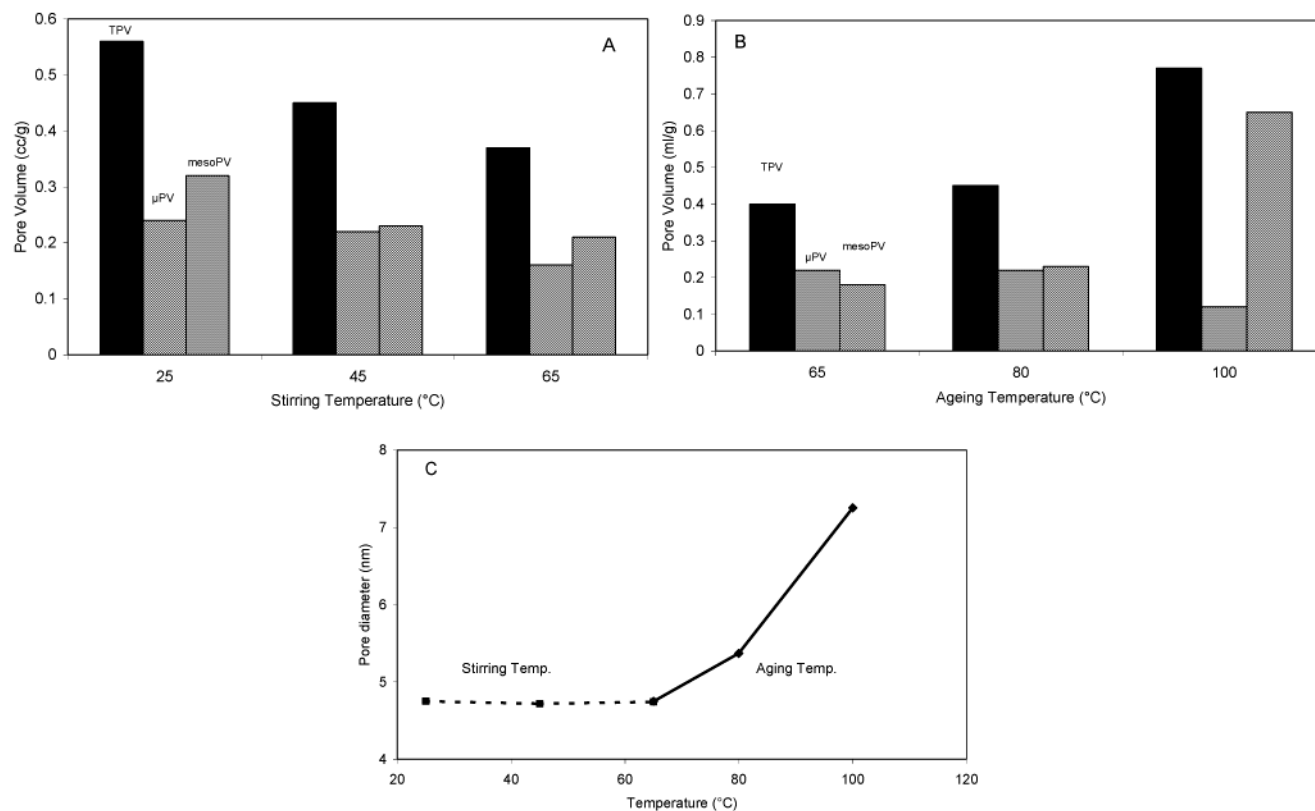 A
Pore Volume (cc/g)
0.6
0.5
0.4
0.3
0.2
0.1
0
TPV
µPV
mesoPV
25 45 65
Stirring Temperature (°C)
B
Pore Volume (ml/g)
0.9
0.8
0.7
0.6
0.5
0.4
0.3
0.2
0.1
0
TPV
µPV
mesoPV
65 80 100
Ageing Temperature (°C)
C
Pore diameter (nm)
8
7
6
5
4
Stirring Temp.
Aging Temp.
20 40 60 80 100 120
Temperature (°C)